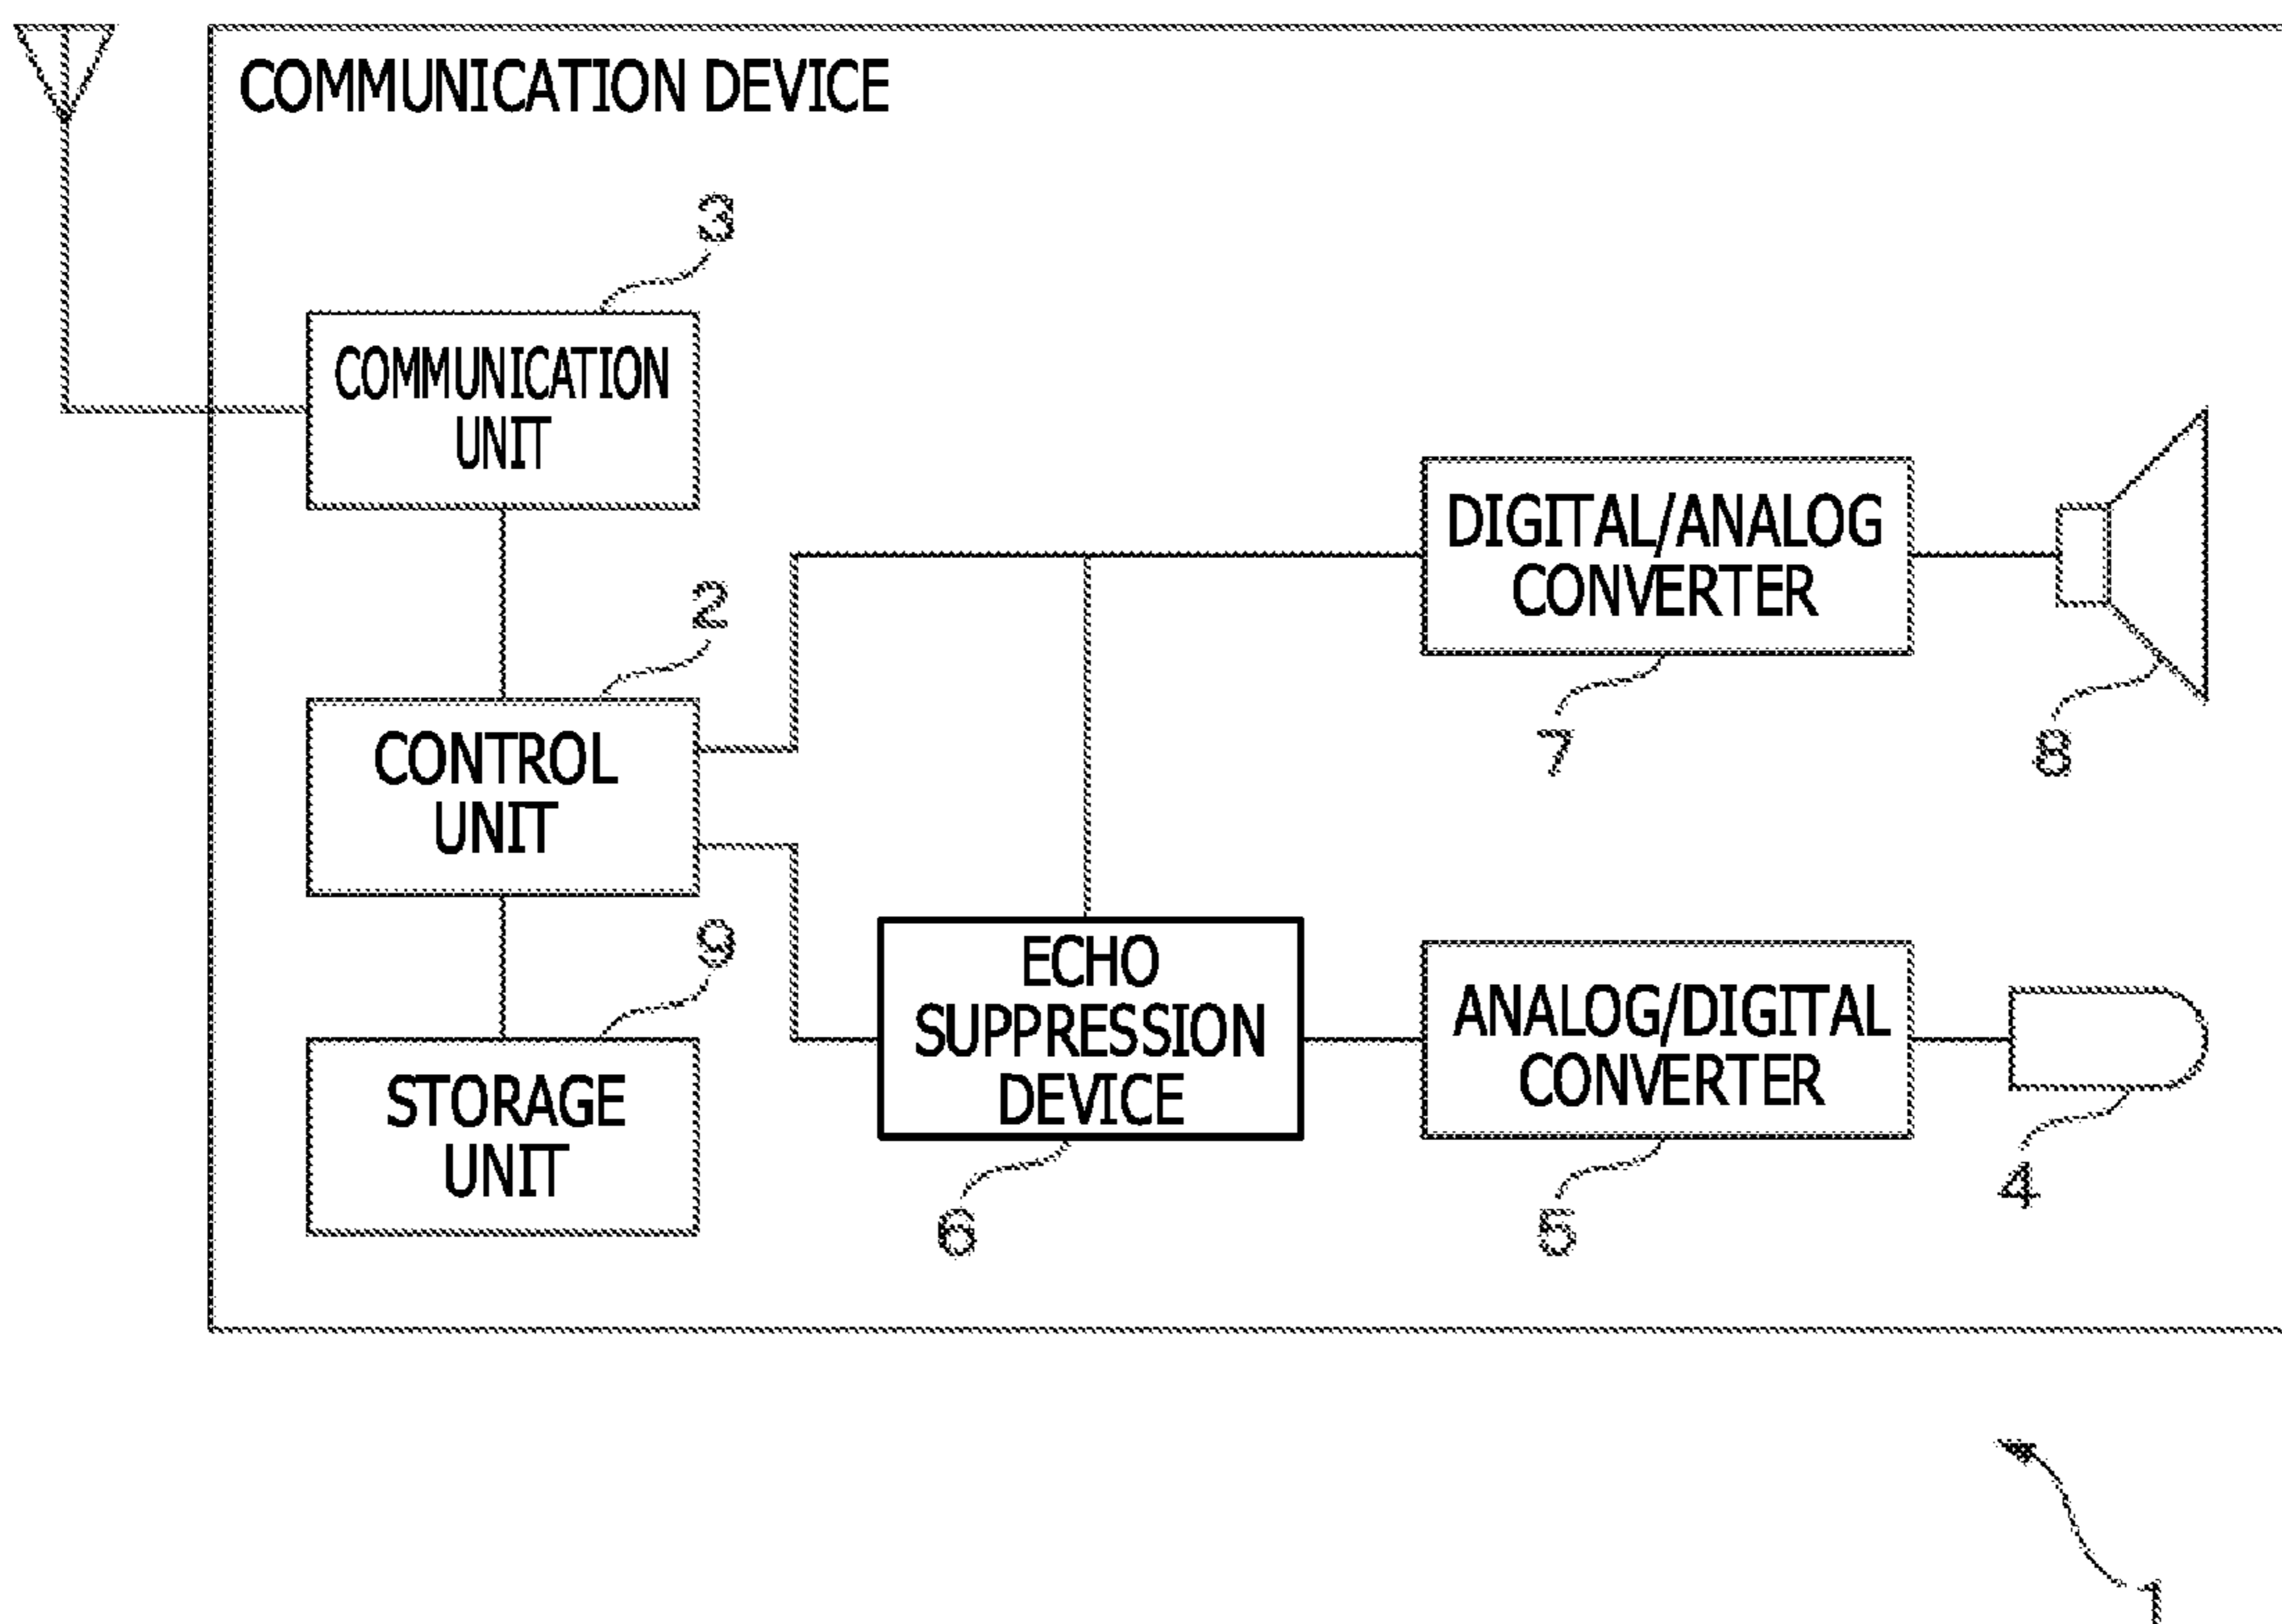 COMMUNICATION DEVICE
3
COMMUNICATION
UNIT
DIGITAL/ANALOG
CONVERTER
2
7
8
CONTROL
UNIT
9
ECHO
SUPPRESSION
DEVICE
ANALOG/DIGITAL
CONVERTER
STORAGE
UNIT
6
5
4
1